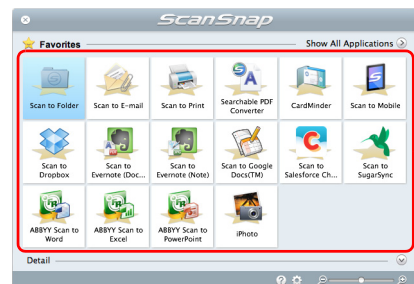 ScanSnap
Favorites
Show All Applications
Scan to Folder
Scan to E-mail
Scan to Print
Searchable PDF
Converter
CardMinder
Scan to Mobile
Scan to
Dropbox
Scan to
Evernote (Doc...
Scan to
Evernote (Note)
Scan to Google
Docs(TM)
Scan to
Salesforce Ch...
Scan to
SugarSync
ABBYY Scan to
Word
ABBYY Scan to
Excel
ABBYY Scan to
PowerPoint
iPhoto
Detail